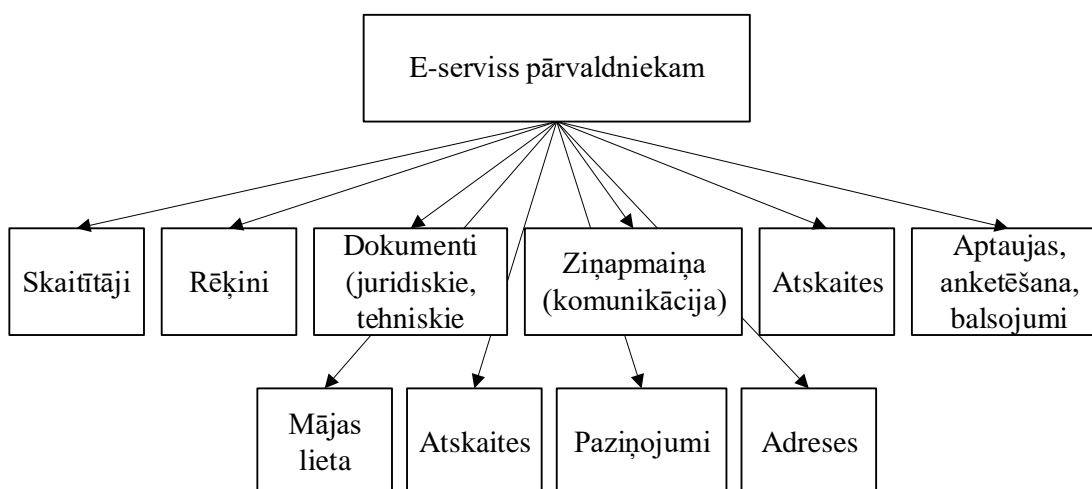 E-serviss pārvaldniekam
Skaitītāji
Rēķini
Dokumenti
(juridiskie,
tehniskie
Ziņapmaiņa
(komunikācija)
Atskaites
Aptaujas,
anketēšana,
balsojumi
Mājas
lieta
Atskaites
Paziņojumi
Adreses